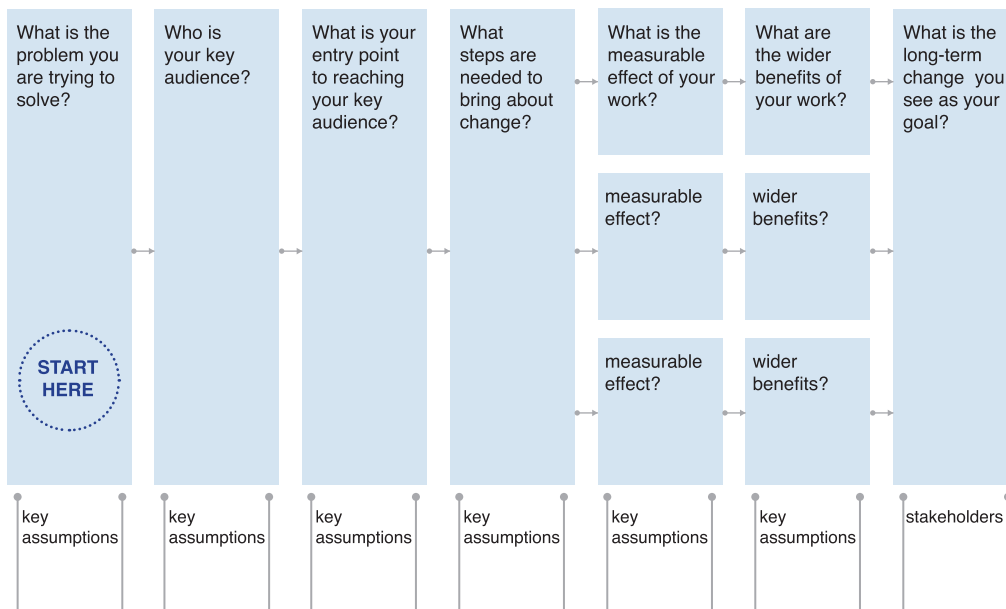 What is the
problem you
are trying to
solve?
START
HERE
Who is
your key
audience?
What is your
entry point
to reaching
your key
audience?
What
steps are
needed to
bring about
change?
What is the
measurable
effect of your
work?
measurable
effect?
measurable
effect?
What are
the wider
benefits of
your work?
wider
benefits?
wider
benefits?
What is the
long-term
change you
see as your
goal?
key
assumptions
key
assumptions
key
assumptions
key
assumptions
key
assumptions
key
assumptions
stakeholders